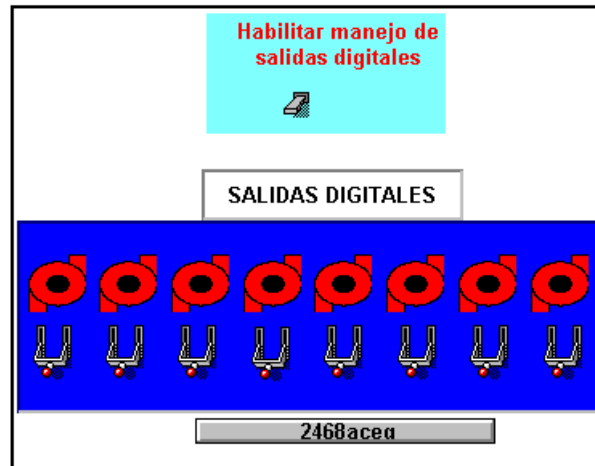 Habilitar manejo de
salidas digitales
SALIDAS DIGITALES
2468aceg